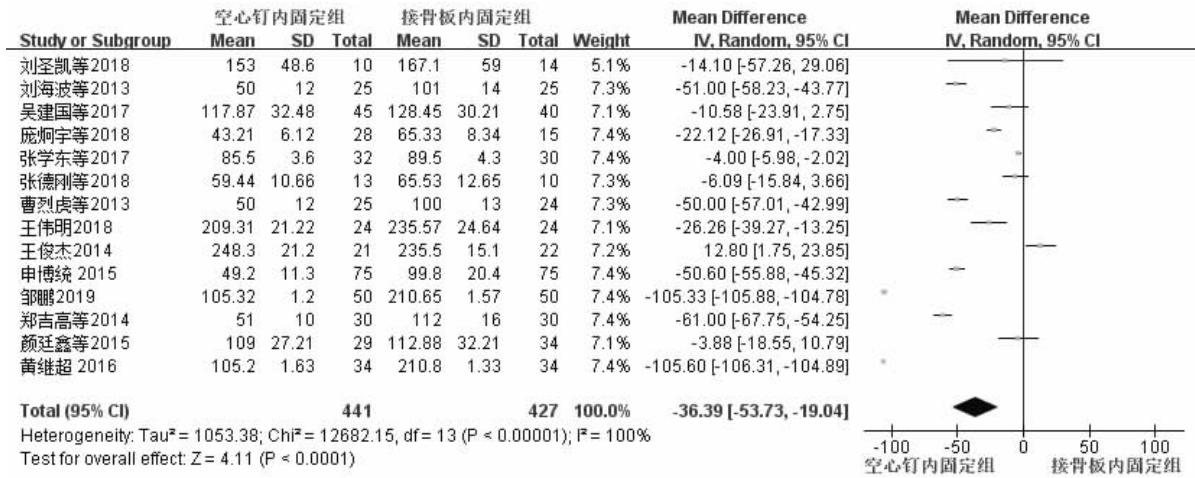 空心钉内固定组 接骨板内固定组 Mean Difference Mean Difference
Study or Subgroup Mean SD Total Mean SD Total Weight IV, Random, 95% CI IV, Random, 95% CI
刘圣凯等2018 153 48.6 10 167.1 59 14 5.1% -14.10 [-57.26, 29.06]
刘海波等2013 50 12 25 101 14 25 7.3% -51.00 [-58.23, -43.77]
吴建国等2017 117.87 32.48 45 128.45 30.21 40 7.1% -10.58 [-23.91, 2.75]
庞炯宇等2018 43.21 6.12 28 65.33 8.34 15 7.4% -22.12 [-26.91, -17.33]
张学东等2017 85.5 3.6 32 89.5 4.3 30 7.4% -4.00 [-5.98, -2.02]
张德刚等2018 59.44 10.66 13 65.53 12.65 10 7.3% -6.09 [-15.84, 3.66]
曹烈虎等2013 50 12 25 100 13 24 7.3% -50.00 [-57.01, -42.99]
王伟明2018 209.31 21.22 24 235.57 24.64 24 7.1% -26.26 [-39.27, -13.25]
王俊杰2014 248.3 21.2 21 235.5 15.1 22 7.2% 12.80 [1.75, 23.85]
申博统 2015 49.2 11.3 75 99.8 20.4 75 7.4% -50.60 [-55.88, -45.32]
邹鹏2019 105.32 1.2 50 210.65 1.57 50 7.4% -105.33 [-105.88, -104.78]
郑吉高等2014 51 10 30 112 16 30 7.4% -61.00 [-67.75, -54.25]
颜廷鑫等2015 109 27.21 29 112.88 32.21 34 7.1% -3.88 [-18.55, 10.79]
黄维超 2016 105.2 1.63 34 210.8 1.33 34 7.4% -105.60 [-106.31, -104.89]
Total (95% CI) 441 427 100.0% -36.39 [-53.73, -19.04]
Heterogeneity: Tau² = 1053.38; Chi² = 12682.15, df = 13 (P < 0.00001); I² = 100%
Test for overall effect: Z = 4.11 (P < 0.0001)
-100 -50 0 50 100
空心钉内固定组 接骨板内固定组